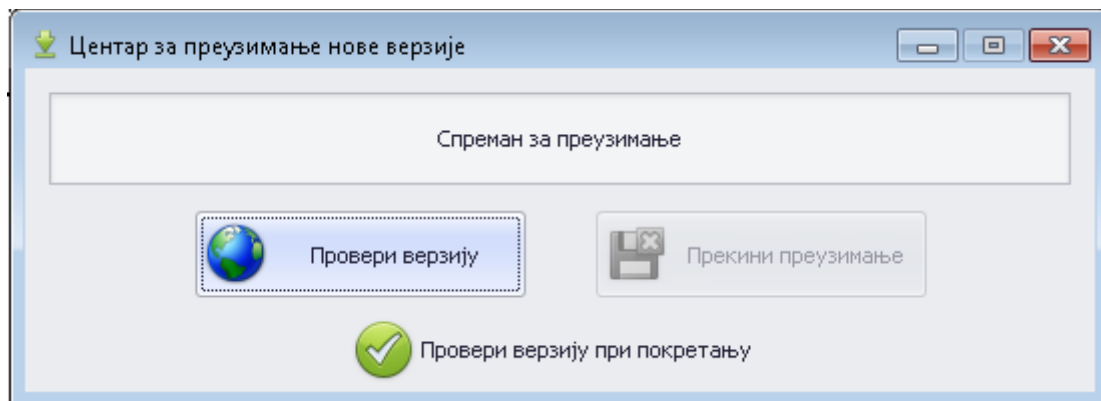 Центар за преузимање нове верзије
Спреман за преузимање
Провери верзију
Прекини преузимање
Провери верзију при покретању